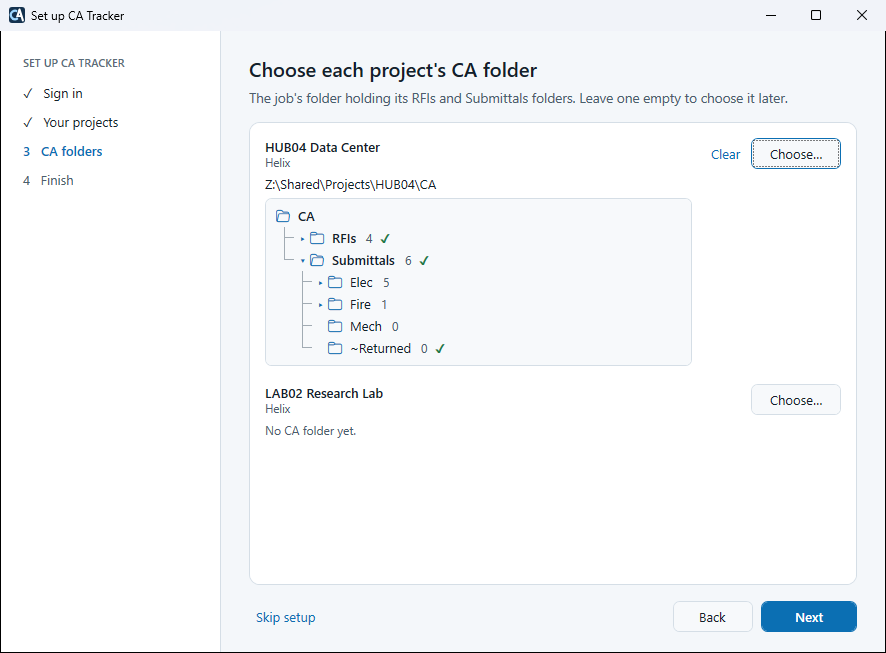 CA Set up CA Tracker
SET UP CA TRACKER
Sign in
Your projects
3 CA folders
4 Finish
Choose each project's CA folder
The job's folder holding its RFIs and Submittals folders. Leave one empty to choose it later.
HUB04 Data Center
Helix
Clear
Choose...
Z:\Shared\Projects\HUB04\CA
CA
RFIs 4 ✓
Submittals 6 ✓
Elec 5
Fire 1
Mech 0
~Returned 0 ✓
LAB02 Research Lab
Helix
Choose...
No CA folder yet.
Skip setup
Back
Next